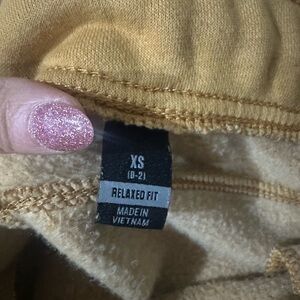 XS
(0-2)
RELAXED FIT
MADE IN
VIETNAM